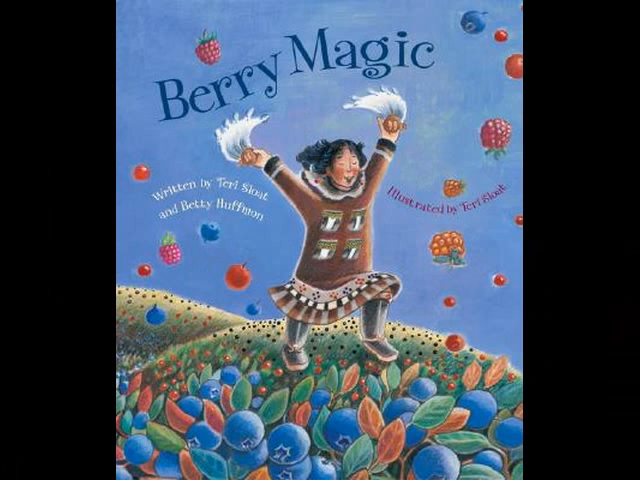 Berry Magic
Written by Teri Sloat
and Betty Huffmon
Illustrated by Teri Sloat